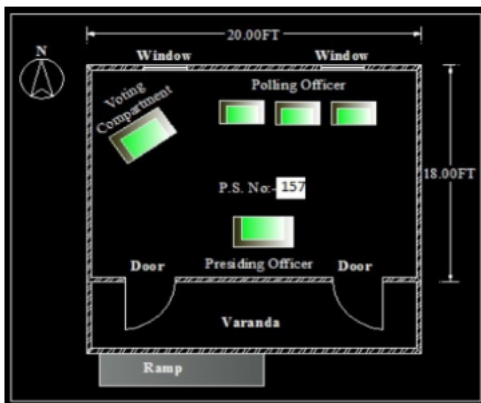 20.00FT
N
Window Window
Voting
Compartment
Polling Officer
18.00FT
P.S. No:- 157
Door Presiding Officer Door
Varanda
Ramp